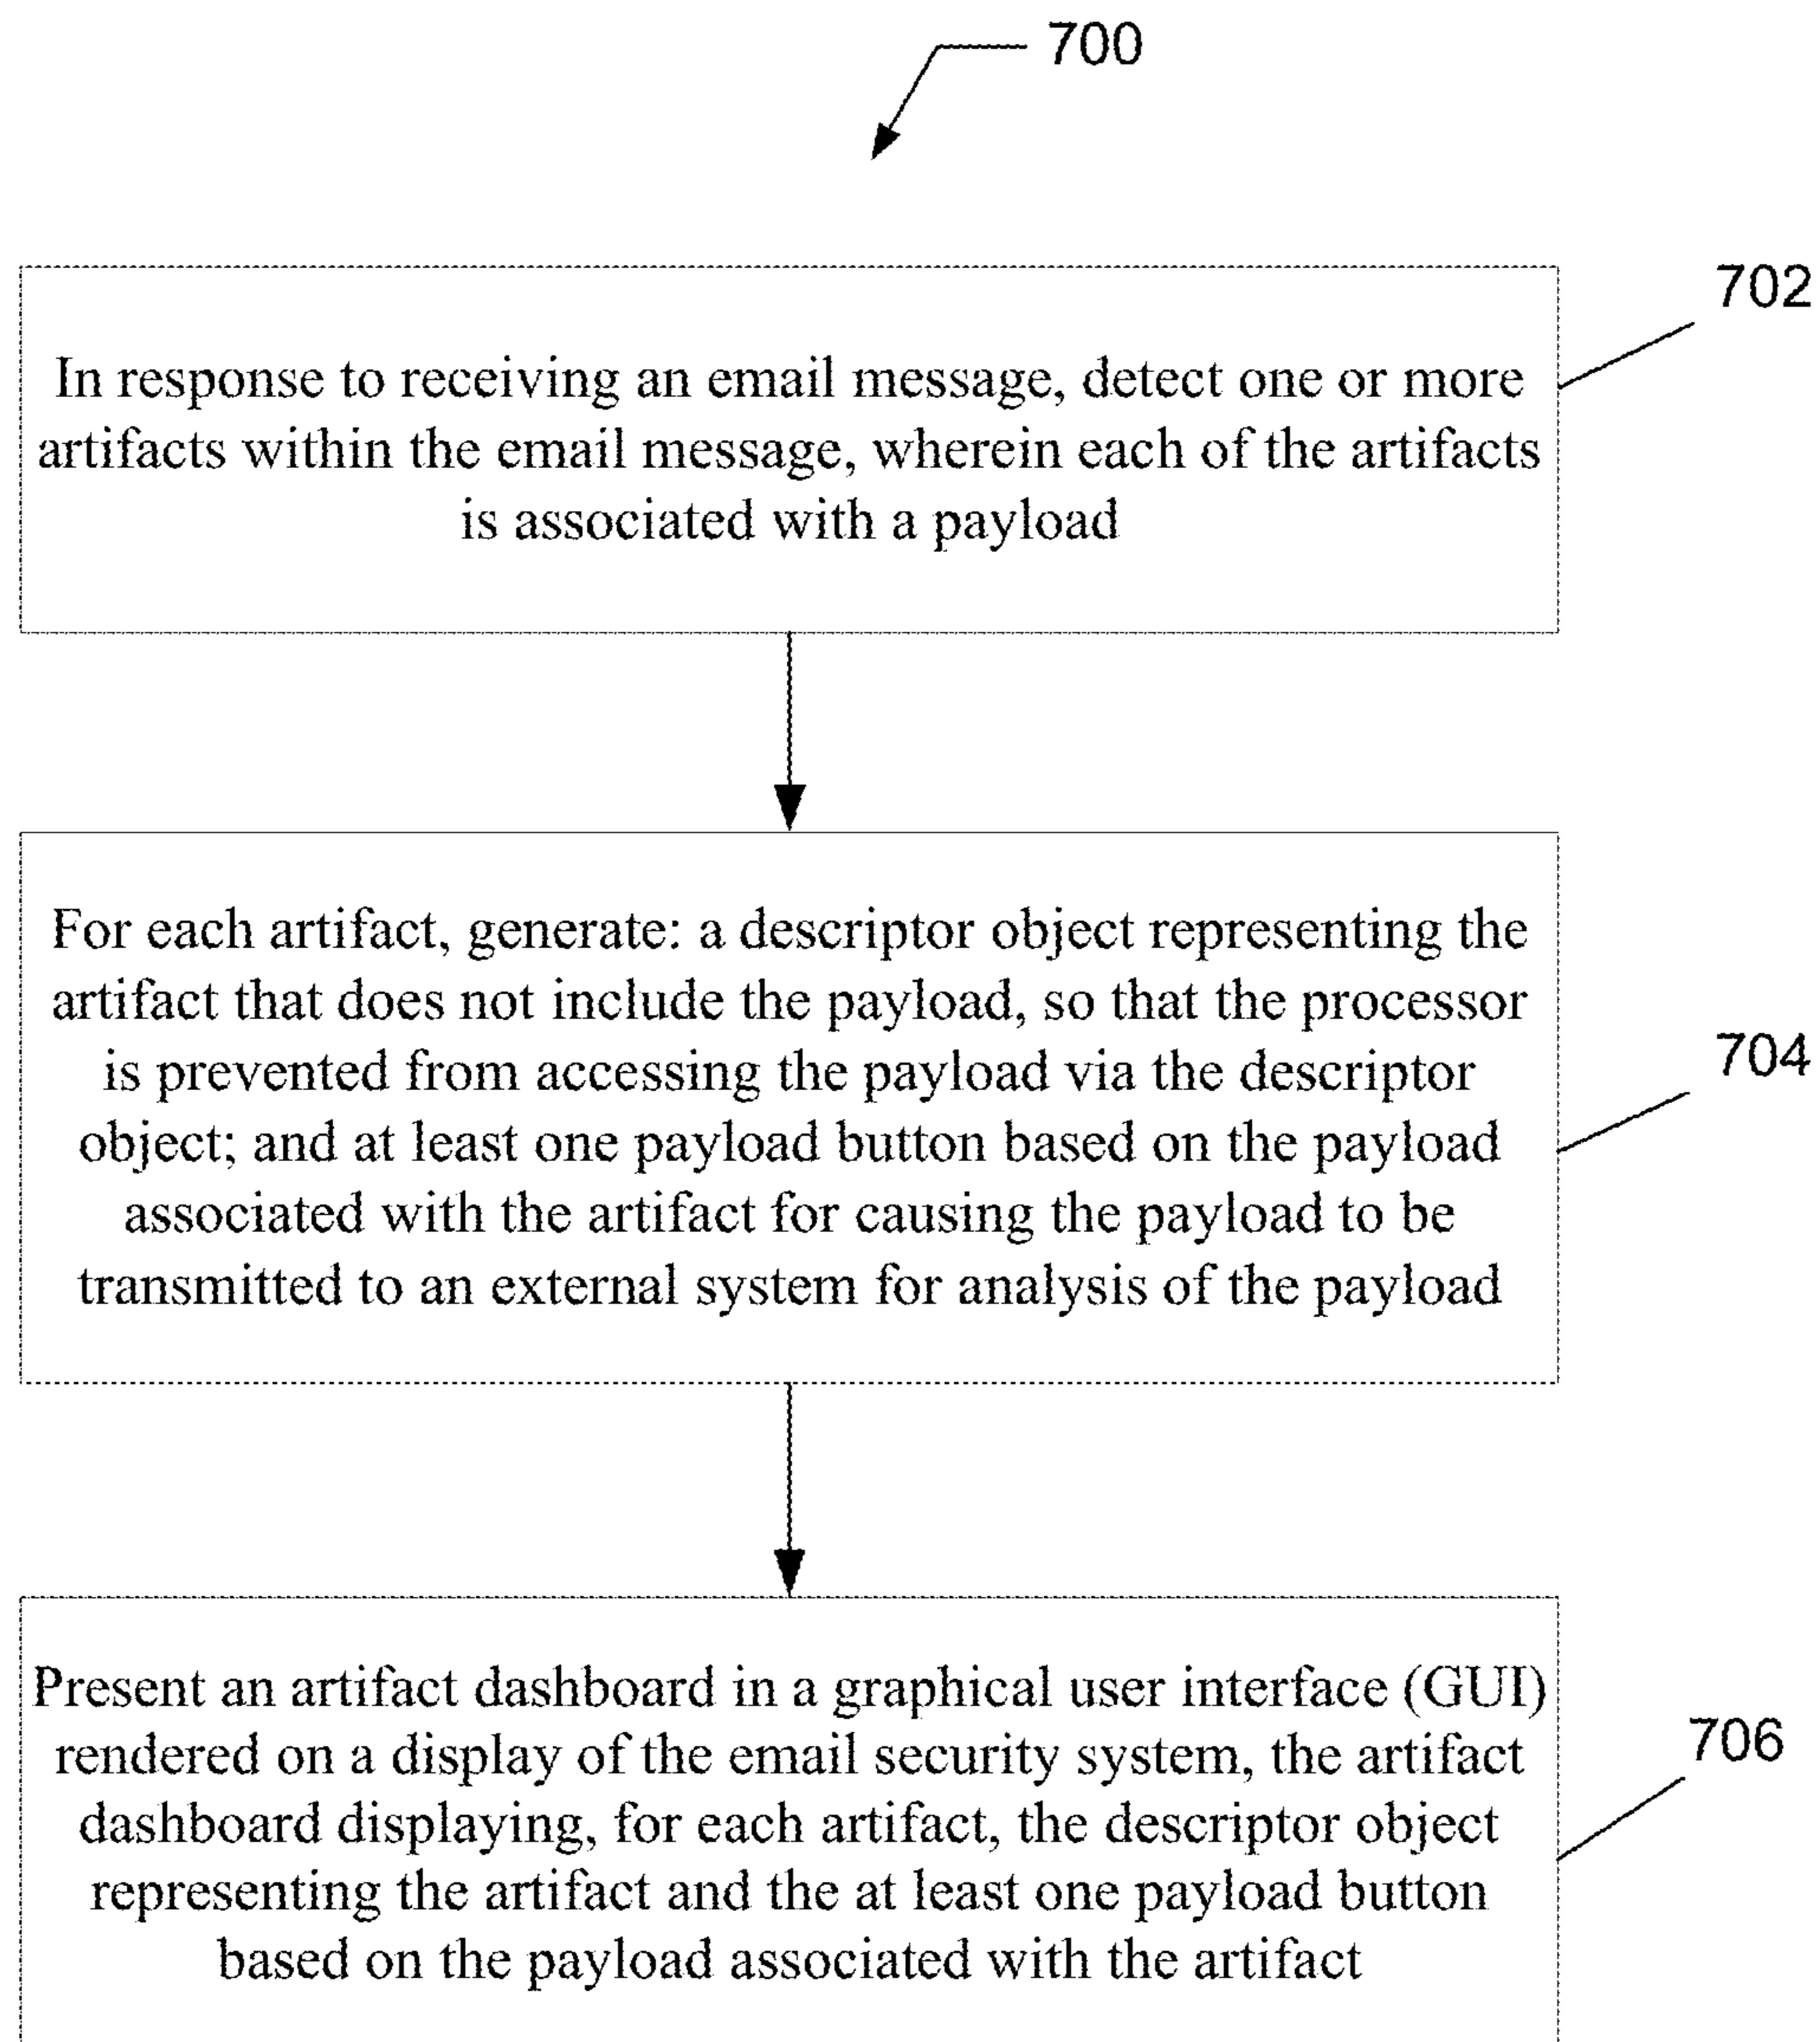 700
702
In response to receiving an email message, detect one or more
artifacts within the email message, wherein each of the artifacts
is associated with a payload
For each artifact, generate: a descriptor object representing the
artifact that does not include the payload, so that the processor
is prevented from accessing the payload via the descriptor
object; and at least one payload button based on the payload
associated with the artifact for causing the payload to be
transmitted to an external system for analysis of the payload
704
Present an artifact dashboard in a graphical user interface (GUI)
rendered on a display of the email security system, the artifact
dashboard displaying, for each artifact, the descriptor object
representing the artifact and the at least one payload button
based on the payload associated with the artifact
706